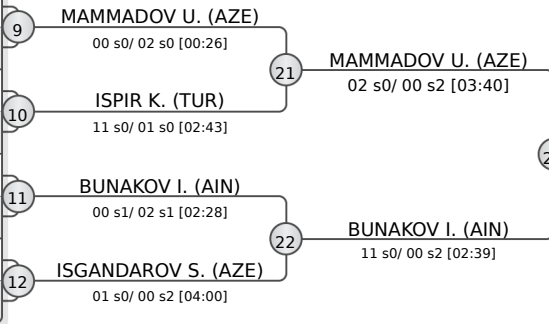 9
MAMMADOV U. (AZE)
00 s0/ 02 s0 [00:26]
21
MAMMADOV U. (AZE)
02 s0/ 00 s2 [03:40]
10
ISPIR K. (TUR)
11 s0/ 01 s0 [02:43]
11
BUNAKOV I. (AIN)
00 s1/ 02 s1 [02:28]
22
BUNAKOV I. (AIN)
11 s0/ 00 s2 [02:39]
12
ISGANDAROV S. (AZE)
01 s0/ 00 s2 [04:00]